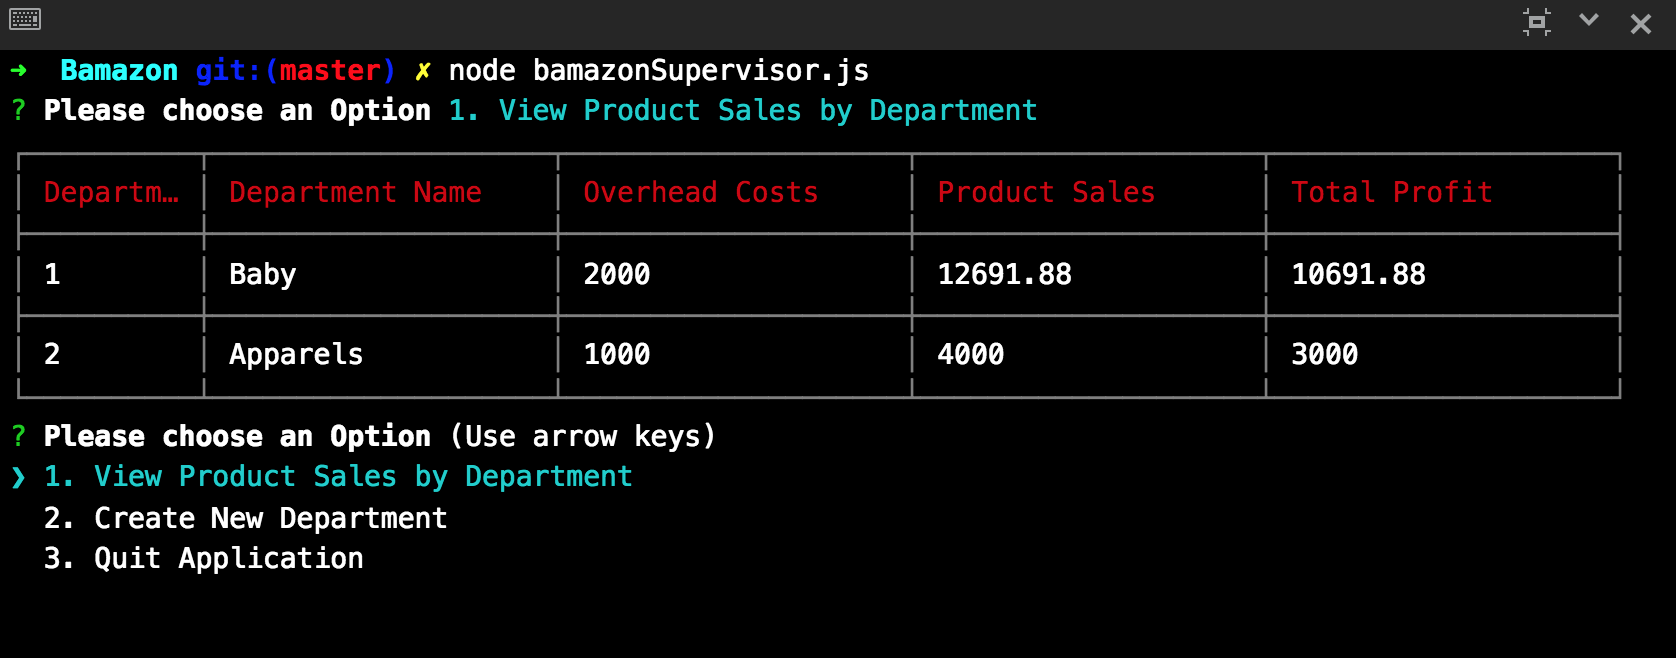 ➜  Bamazon git:(master) ✗ node bamazonSupervisor.js
? Please choose an Option 1. View Product Sales by Department
Departm… Department Name Overhead Costs Product Sales Total Profit
1 Baby 2000 12691.88 10691.88
2 Apparels 1000 4000 3000
? Please choose an Option (Use arrow keys)
❯ 1. View Product Sales by Department
2. Create New Department
3. Quit Application